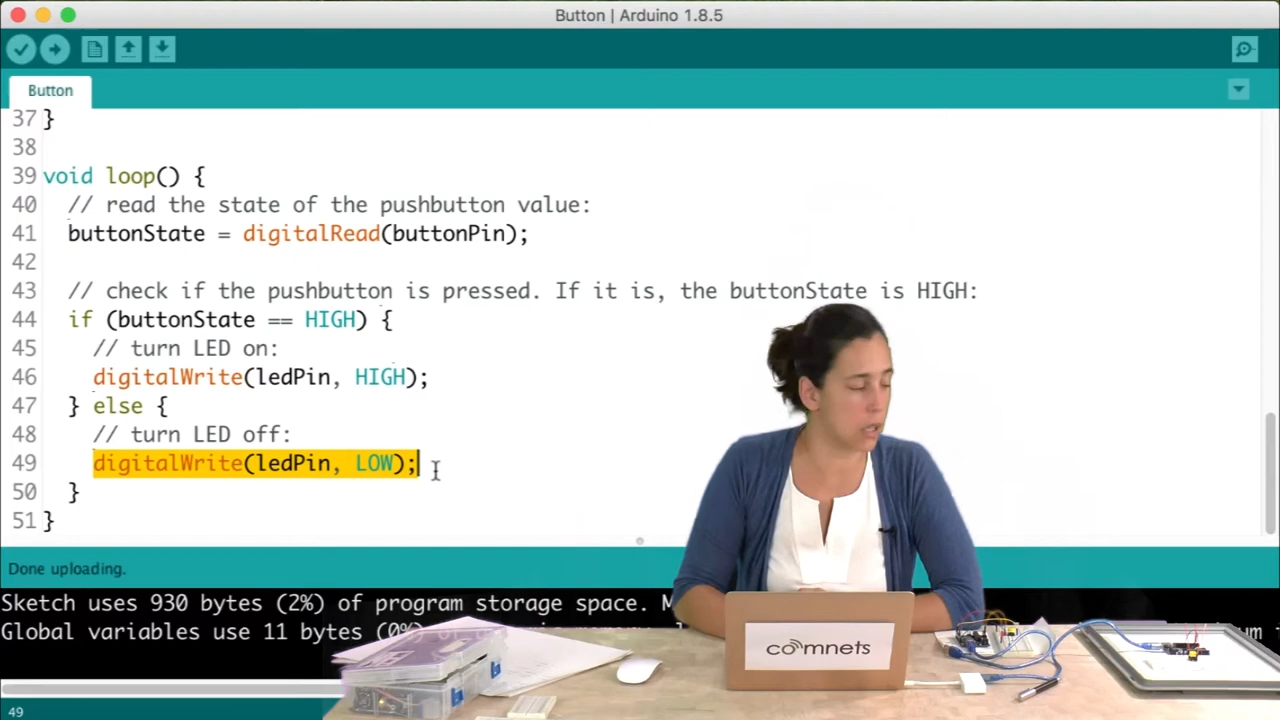 Button | Arduino 1.8.5
Button
37 }
38
39 void loop() {
40 // read the state of the pushbutton value:
41 buttonState = digitalRead(buttonPin);
42
43 // check if the pushbutton is pressed. If it is, the buttonState is HIGH:
44 if (buttonState == HIGH) {
45 // turn LED on:
46 digitalWrite(ledPin, HIGH);
47 } else {
48 // turn LED off:
49 digitalWrite(ledPin, LOW);
50 }
51 }
Done uploading.
Sketch uses 930 bytes (2%) of program storage space. M
Global variables use 11 bytes (0%)
49
comnets